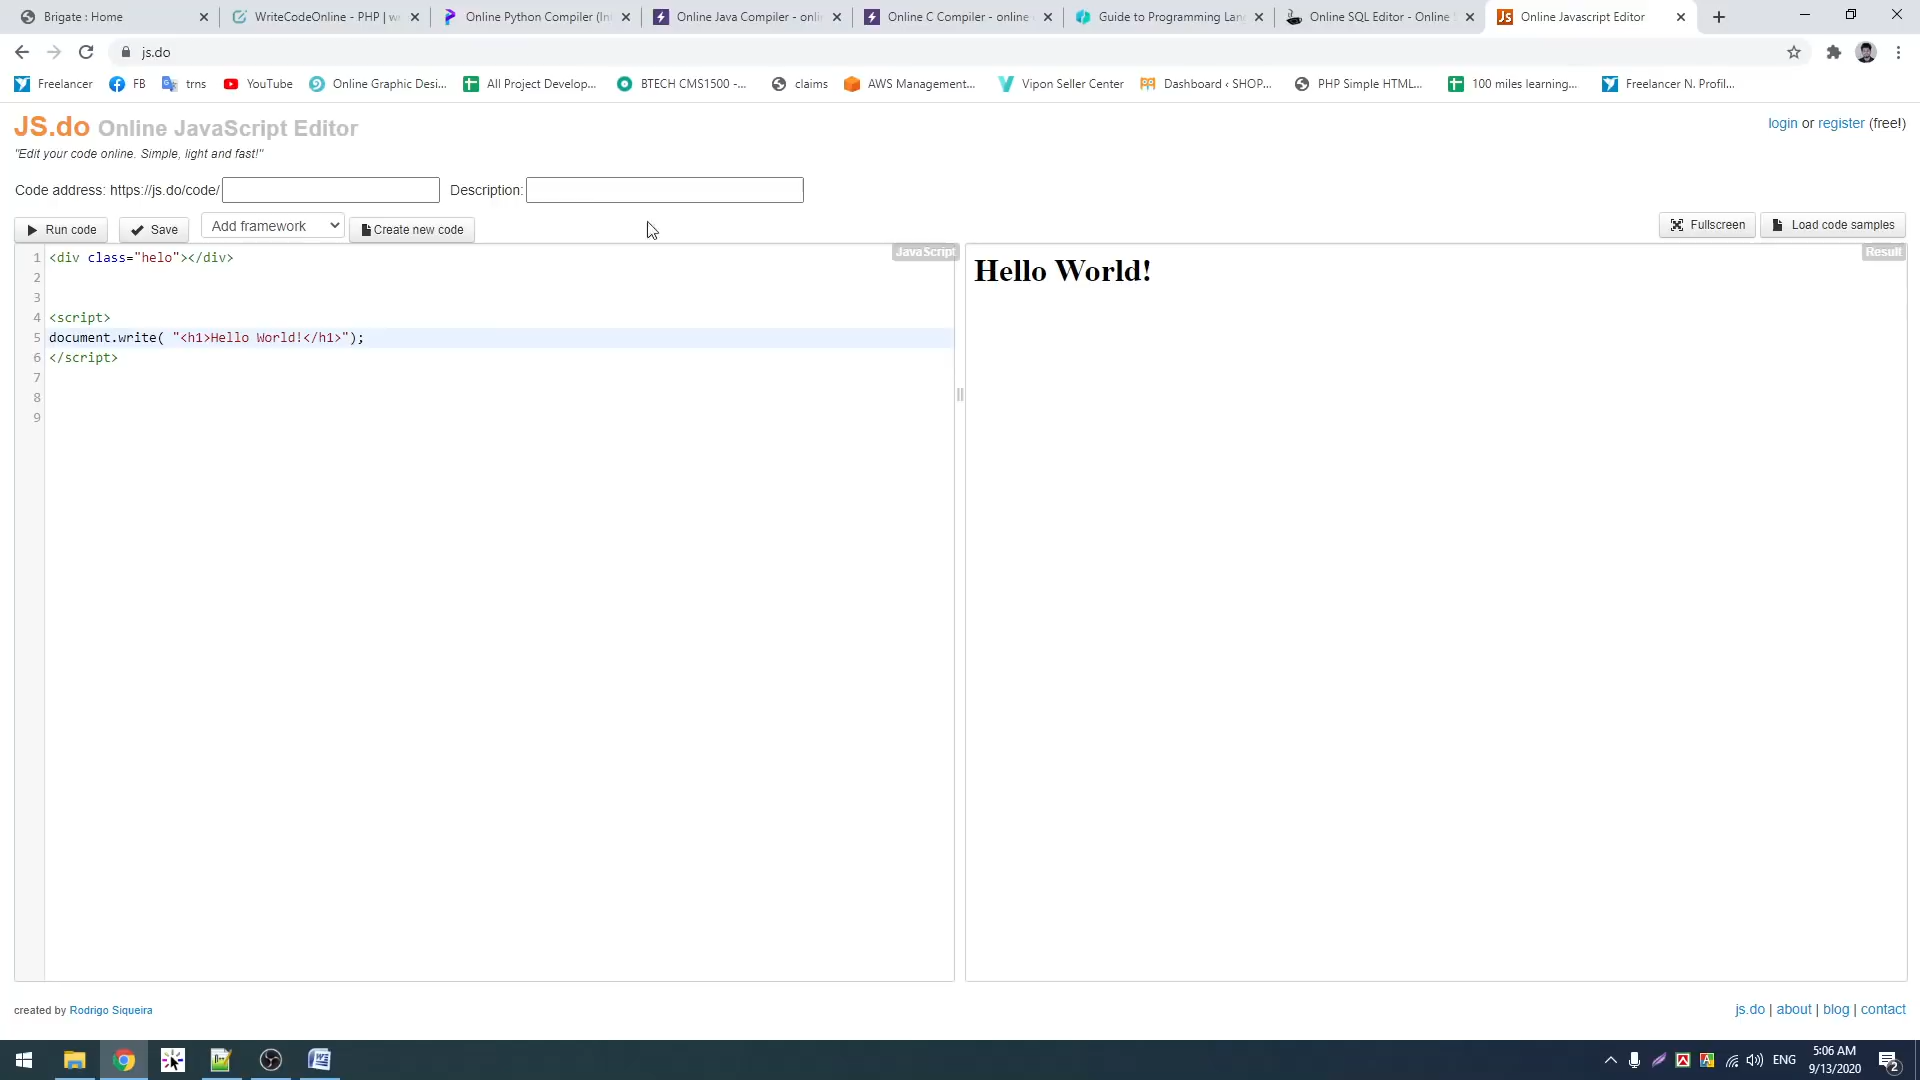 Brigate : Home
WriteCodeOnline - PHP | w
Online Python Compiler (In
Online Java Compiler - onli
Online C Compiler - online
Guide to Programming Lan
Online SQL Editor - Online
Online Javascript Editor
js.do
Freelancer
FB
trns
YouTube
Online Graphic Desi...
All Project Develop...
BTECH CMS1500 -...
claims
AWS Management...
Vipon Seller Center
Dashboard ‹ SHOP...
PHP Simple HTML...
100 miles learning...
Freelancer N. Profil...
JS.do Online JavaScript Editor
login or register (free!)
"Edit your code online. Simple, light and fast!"
Code address: https://js.do/code/
Description:
Run code
Save
Add framework
Create new code
Fullscreen
Load code samples
JavaScript
Result
1 <div class="helo"></div>
2
3
4 <script>
5 document.write( "<h1>Hello World!</h1>");
6 </script>
7
8
9
Hello World!
created by Rodrigo Siqueira
js.do | about | blog | contact
ENG
5:06 AM
9/13/2020
2